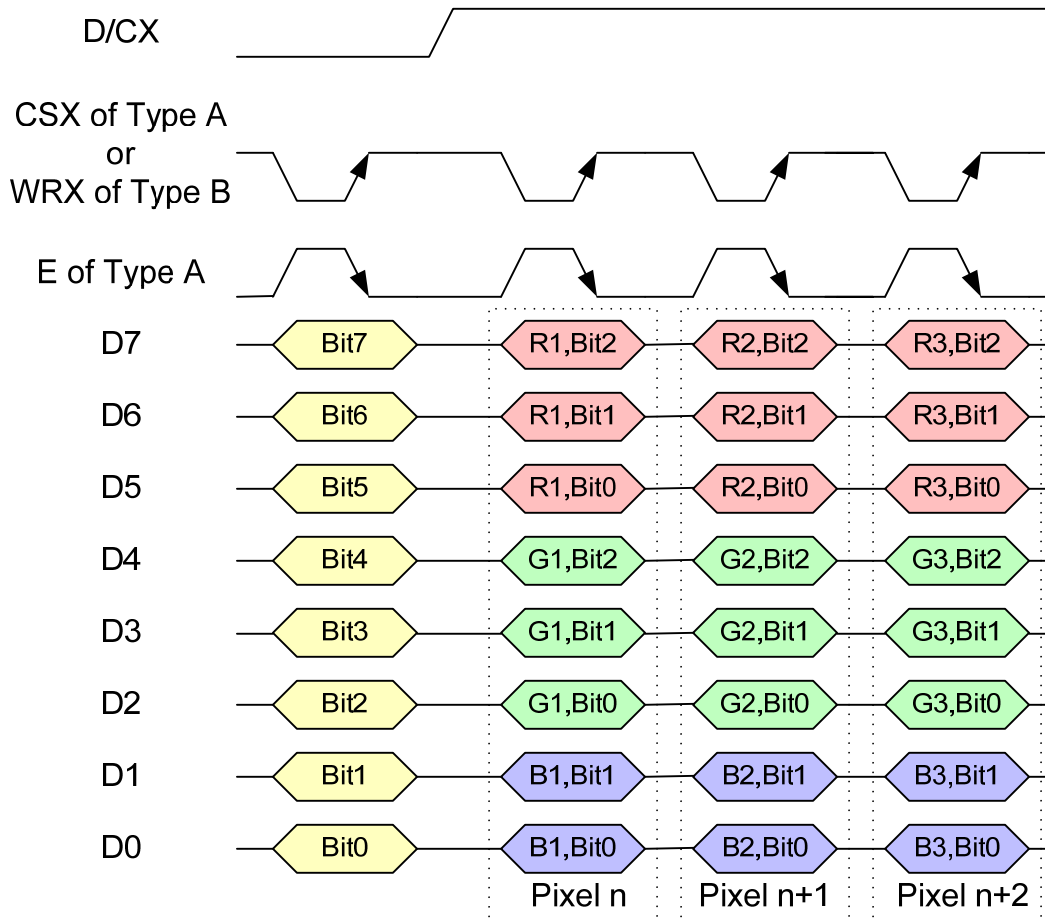 D/CX
CSX of Type A
or
WRX of Type B
E of Type A
D7 Bit7 R1,Bit2 R2,Bit2 R3,Bit2
D6 Bit6 R1,Bit1 R2,Bit1 R3,Bit1
D5 Bit5 R1,Bit0 R2,Bit0 R3,Bit0
D4 Bit4 G1,Bit2 G2,Bit2 G3,Bit2
D3 Bit3 G1,Bit1 G2,Bit1 G3,Bit1
D2 Bit2 G1,Bit0 G2,Bit0 G3,Bit0
D1 Bit1 B1,Bit1 B2,Bit1 B3,Bit1
D0 Bit0 B1,Bit0 B2,Bit0 B3,Bit0
Pixel n Pixel n+1 Pixel n+2